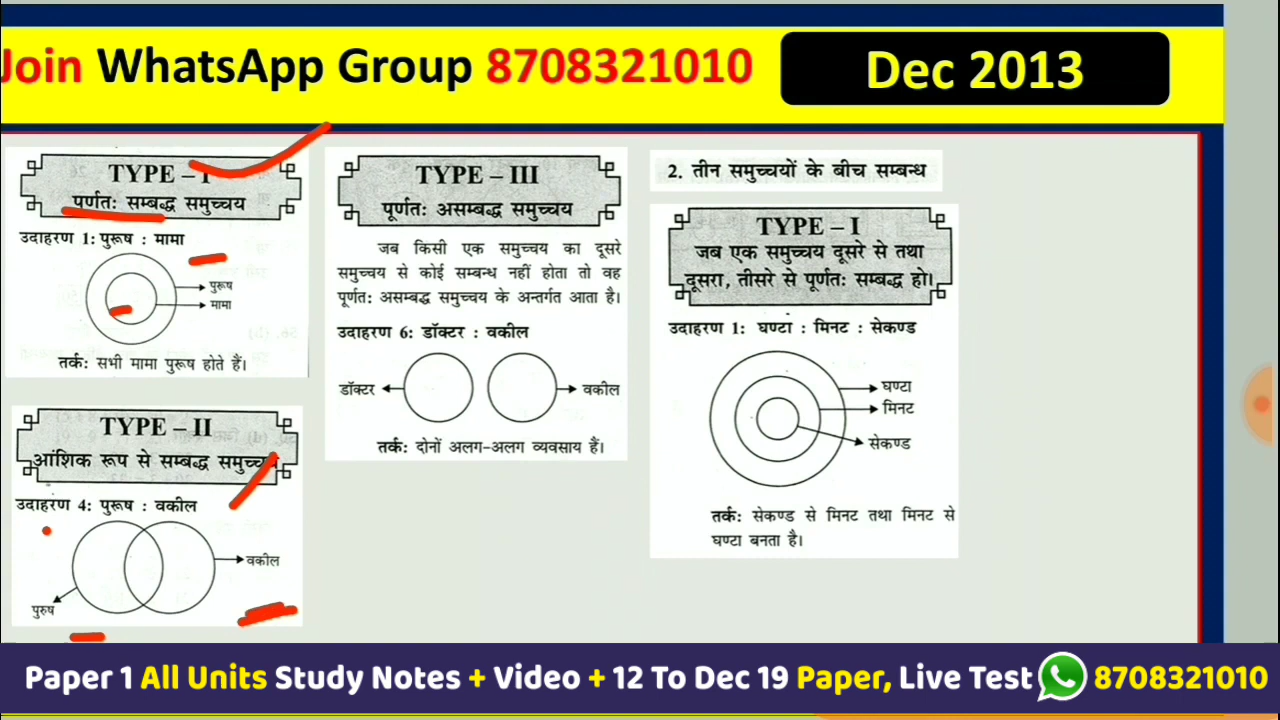 Join WhatsApp Group 8708321010
Dec 2013
TYPE – I
पूर्णतः सम्बद्ध समुच्चय
उदाहरण 1: पुरूष : मामा
पुरूष
मामा
तर्क: सभी मामा पुरूष होते हैं।
TYPE – II
आंशिक रूप से सम्बद्ध समुच्चय
उदाहरण 4: पुरूष : वकील
वकील
पुरुष
TYPE – III
पूर्णतः असम्बद्ध समुच्चय
जब किसी एक समुच्चय का दूसरे
समुच्चय से कोई सम्बन्ध नहीं होता तो वह
पूर्णतः असम्बद्ध समुच्चय के अन्तर्गत आता है।
उदाहरण 6: डॉक्टर : वकील
डॉक्टर
वकील
तर्क: दोनों अलग-अलग व्यवसाय हैं।
2. तीन समुच्चयों के बीच सम्बन्ध
TYPE – I
जब एक समुच्चय दूसरे से तथा
दूसरा, तीसरे से पूर्णतः सम्बद्ध हो।
उदाहरण 1: घण्टा : मिनट : सेकण्ड
घण्टा
मिनट
सेकण्ड
तर्क: सेकण्ड से मिनट तथा मिनट से
घण्टा बनता है।
Paper 1 All Units Study Notes + Video + 12 To Dec 19 Paper, Live Test 8708321010